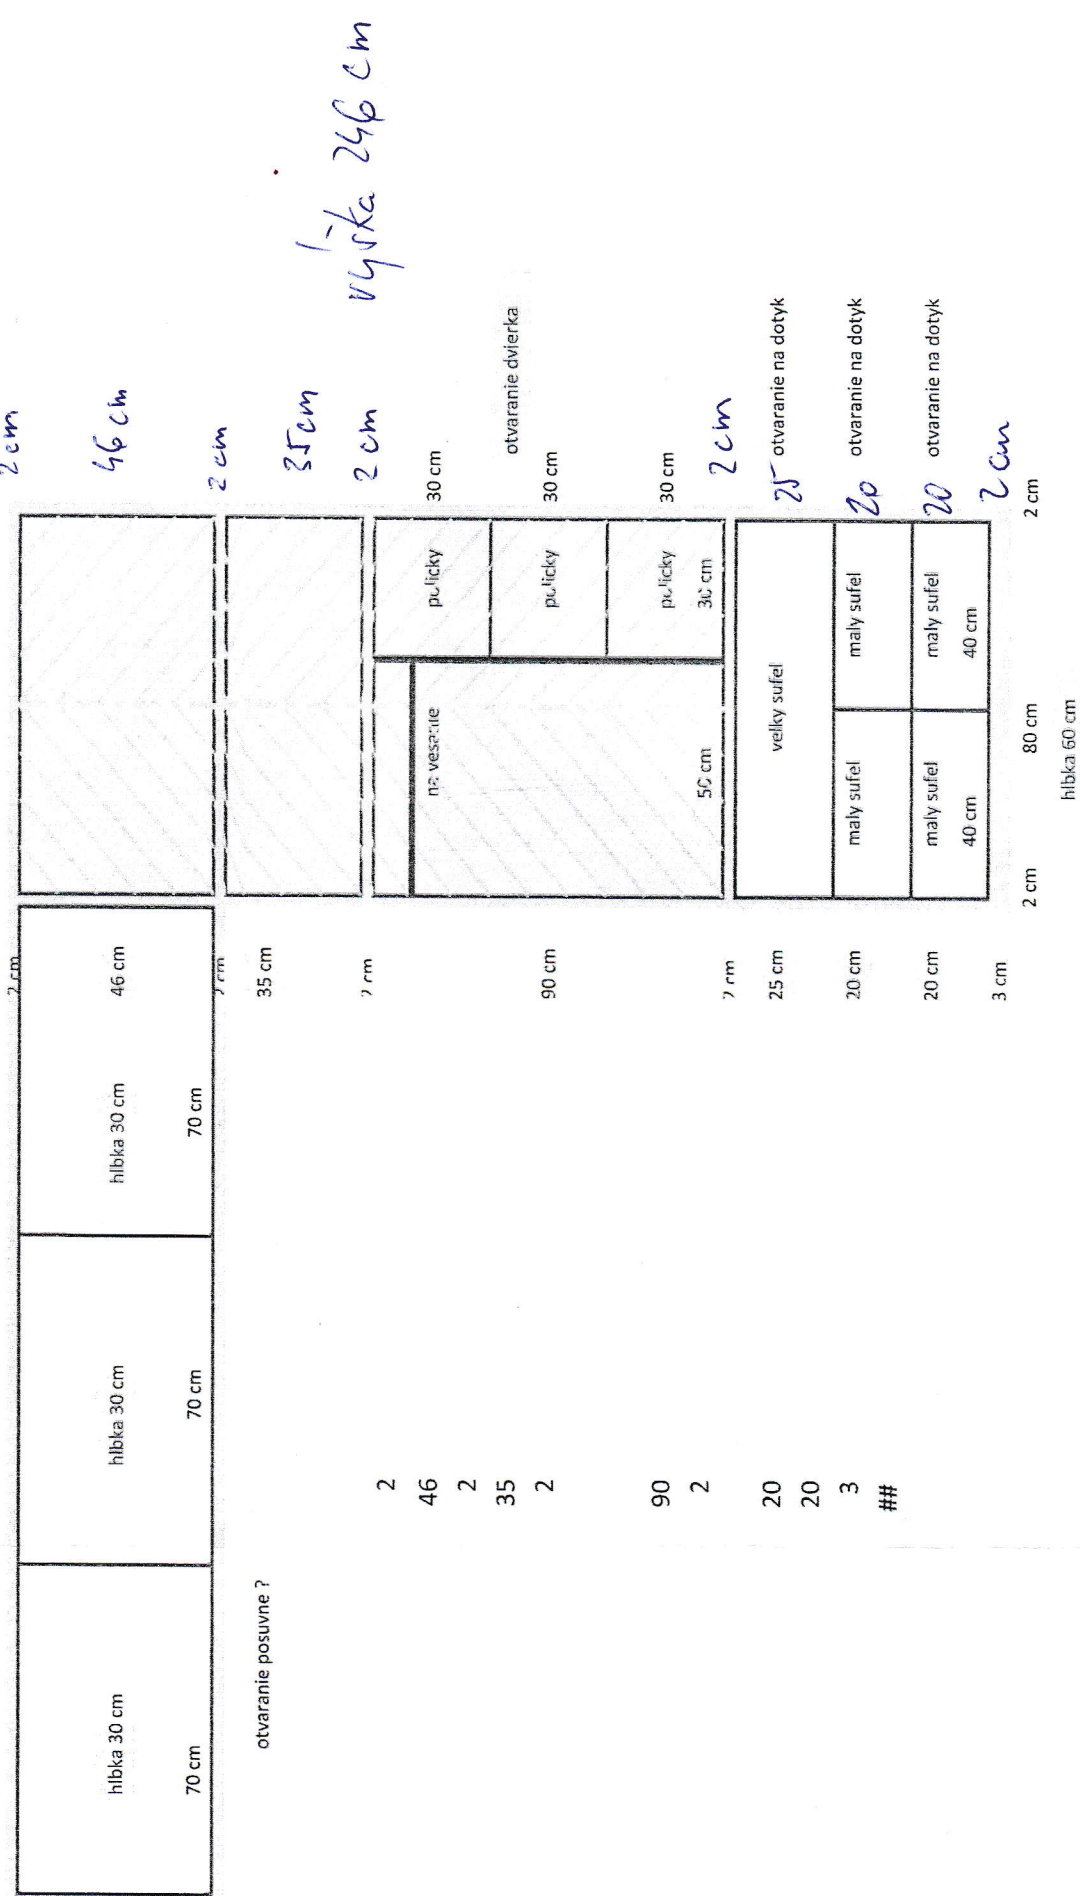 2 cm
46 cm
2 cm
35 cm
2 cm
výška 246 cm
30 cm
30 cm
30 cm
otvaranie dvierka
2 cm
25 otvaranie na dotyk
20 otvaranie na dotyk
20 otvaranie na dotyk
2 cm
policky
policky
policky
30 cm
na vesanie
50 cm
velky sufel
maly sufel
maly sufel
maly sufel
maly sufel
40 cm
40 cm
2 cm
80 cm
2 cm
hlbka 60 cm
2 cm
46 cm
2 cm
35 cm
2 cm
90 cm
2 cm
25 cm
20 cm
20 cm
3 cm
hlbka 30 cm
hlbka 30 cm
hlbka 30 cm
70 cm
70 cm
70 cm
otvaranie posuvne ?
2
46
2
35
2
90
2
20
20
3
##